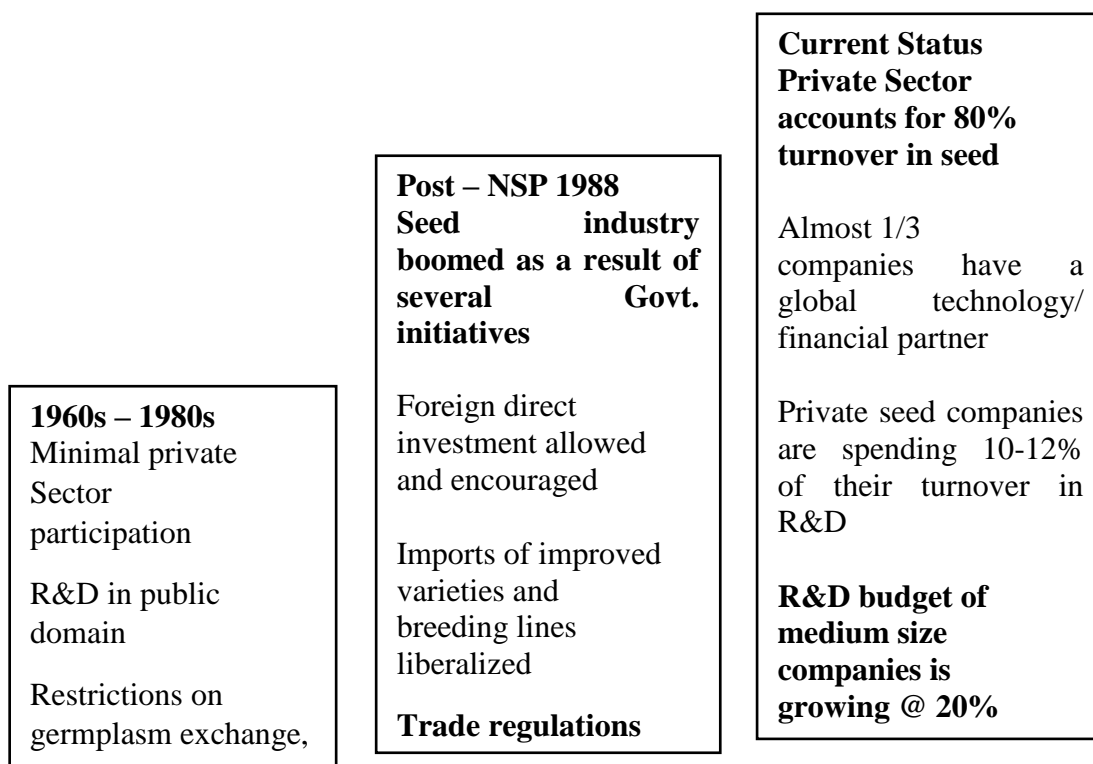 1960s – 1980s
Minimal private
Sector
participation
R&D in public
domain
Restrictions on
germplasm exchange,
Post – NSP 1988
Seed industry
boomed as a result of
several Govt.
initiatives
Foreign direct
investment allowed
and encouraged
Imports of improved
varieties and
breeding lines
liberalized
Trade regulations
Current Status
Private Sector
accounts for 80%
turnover in seed
Almost 1/3
companies have a
global technology/
financial partner
Private seed companies
are spending 10-12%
of their turnover in
R&D
R&D budget of
medium size
companies is
growing @ 20%